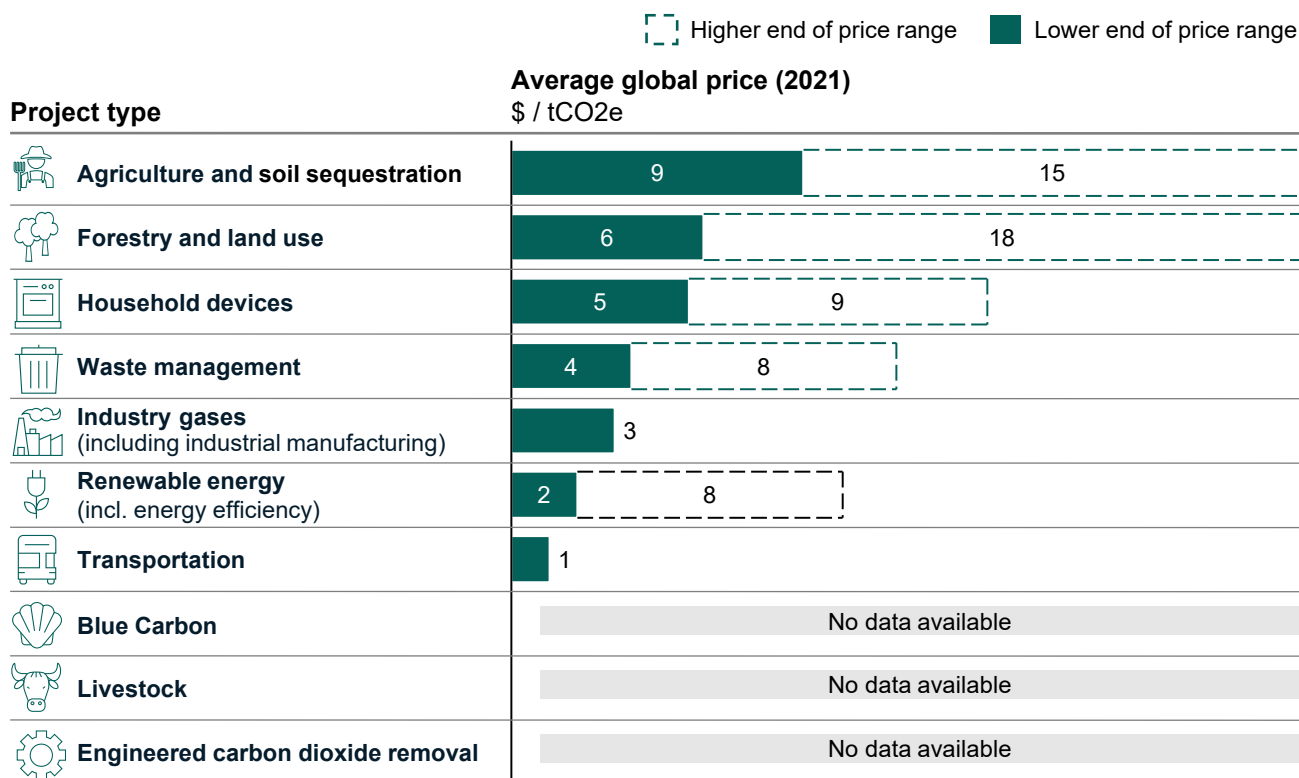 Higher end of price range
Lower end of price range
Project type
Average global price (2021)
$ / tCO2e
Agriculture and soil sequestration
9
15
Forestry and land use
6
18
Household devices
5
9
Waste management
4
8
Industry gases
(including industrial manufacturing)
3
Renewable energy
(incl. energy efficiency)
2
8
Transportation
1
Blue Carbon
No data available
Livestock
No data available
Engineered carbon dioxide removal
No data available